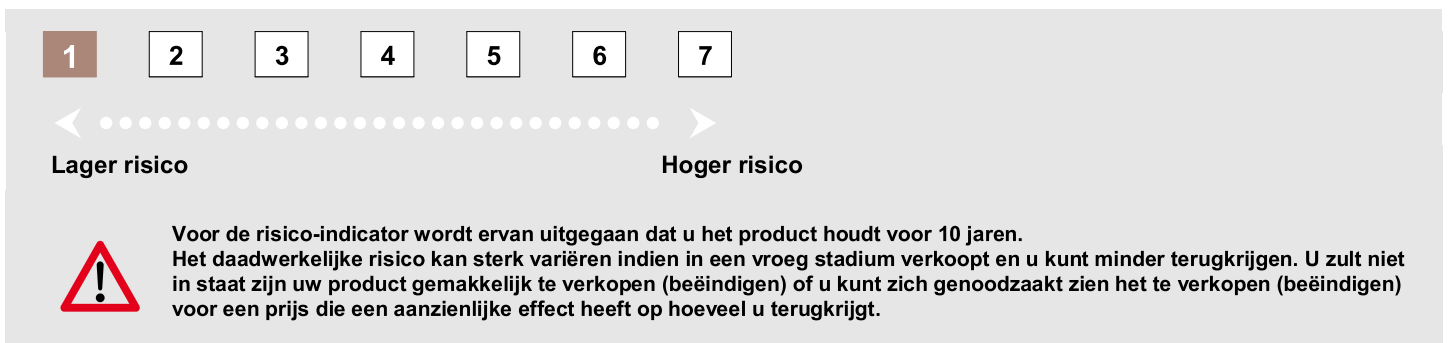 1 2 3 4 5 6 7
Lager risico Hoger risico
Voor de risico-indicator wordt ervan uitgegaan dat u het product houdt voor 10 jaren.
Het daadwerkelijke risico kan sterk variëren indien in een vroeg stadium verkoopt en u kunt minder terugkrijgen. U zult niet
in staat zijn uw product gemakkelijk te verkopen (beëindigen) of u kunt zich genoodzaakt zien het te verkopen (beëindigen)
voor een prijs die een aanzienlijke effect heeft op hoeveel u terugkrijgt.